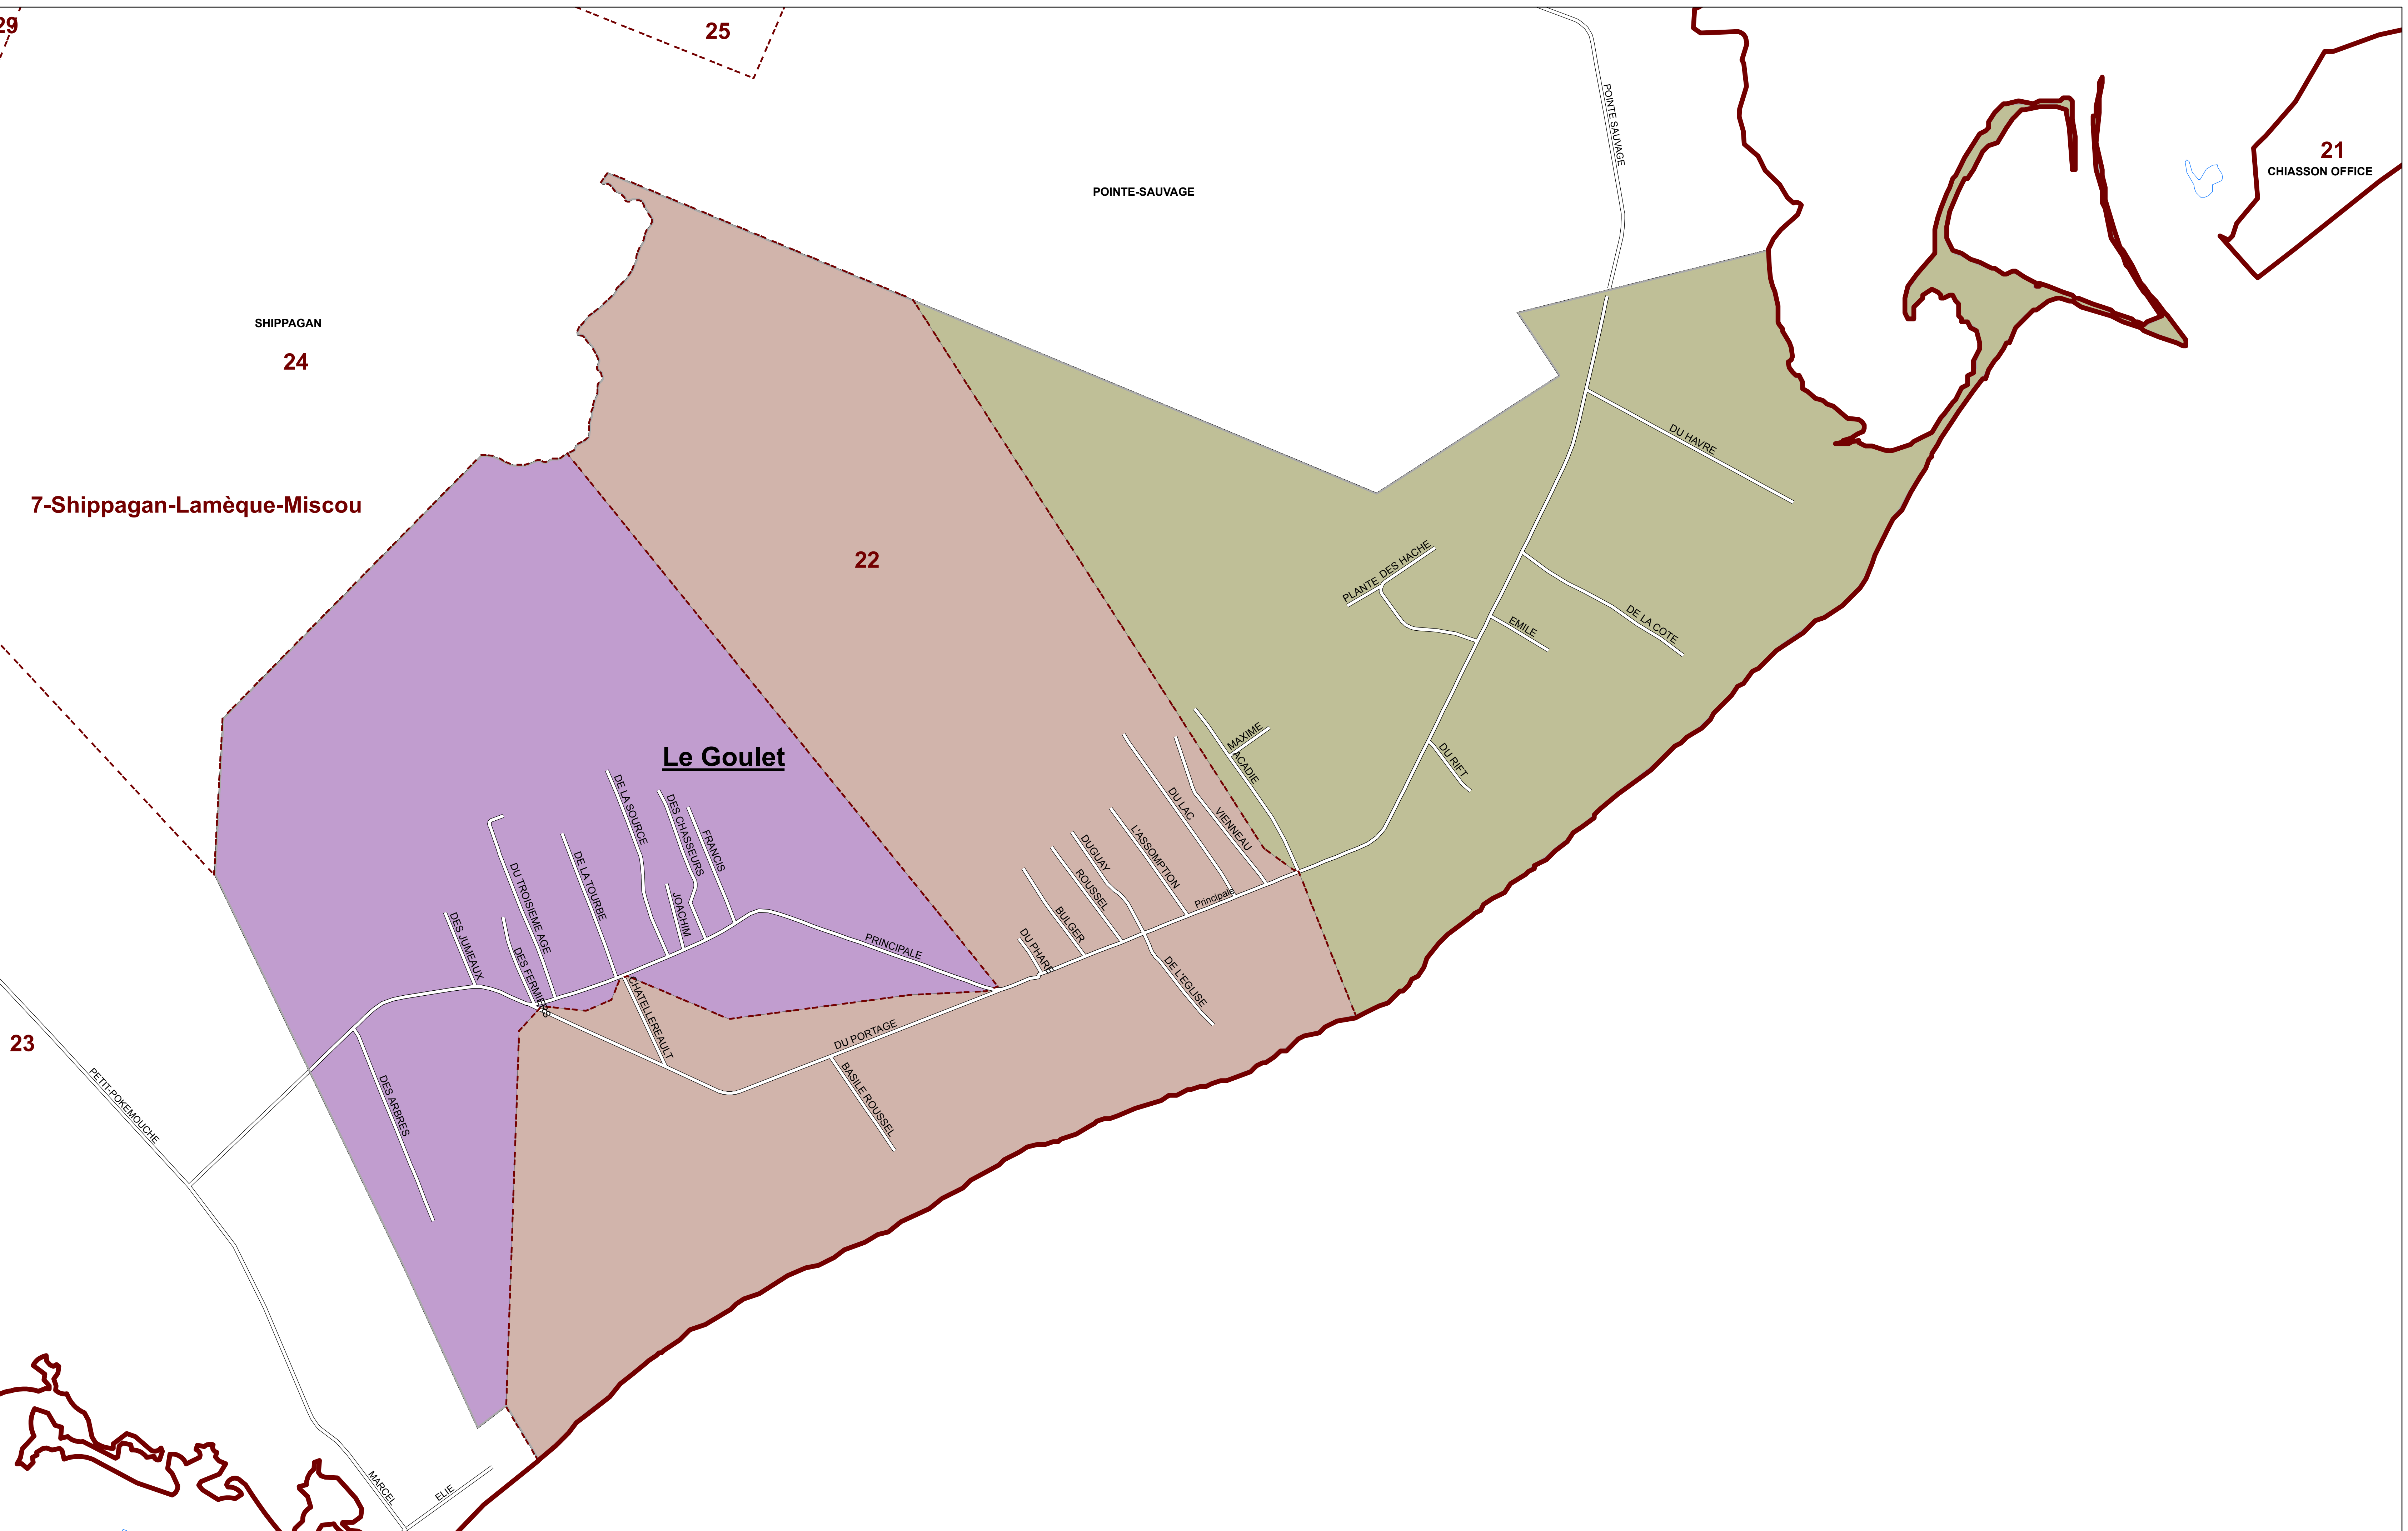 29
25
POINTE SAUVAGE
21
CHIASSON OFFICE
POINTE-SAUVAGE
SHIPPAGAN
24
DU HAVRE
7-Shippagan-Lamèque-Miscou
22
PLANTE DES HACHE
EMILE
DE LA COTE
Le Goulet
MAXIME
ACADIE
DU RIFT
DE LA SOURCE
DES CHASSEURS
FRANCIS
DU LAC
VIENNEAU
L'ASSOMPTION
DUGUAY
ROUSSEL
BULGER
DU PHARE
Principale
DU TROISIEME AGE
DE LA TOURBE
JOACHIM
DES JUMEAUX
DES FERMIERS
PRINCIPALE
DE L'EGLISE
CHATELLEREAULT
DU PORTAGE
23
BASILE ROUSSEL
DES ARBRES
PETIT-POKEMOUCHE
MARCEL
ELIE